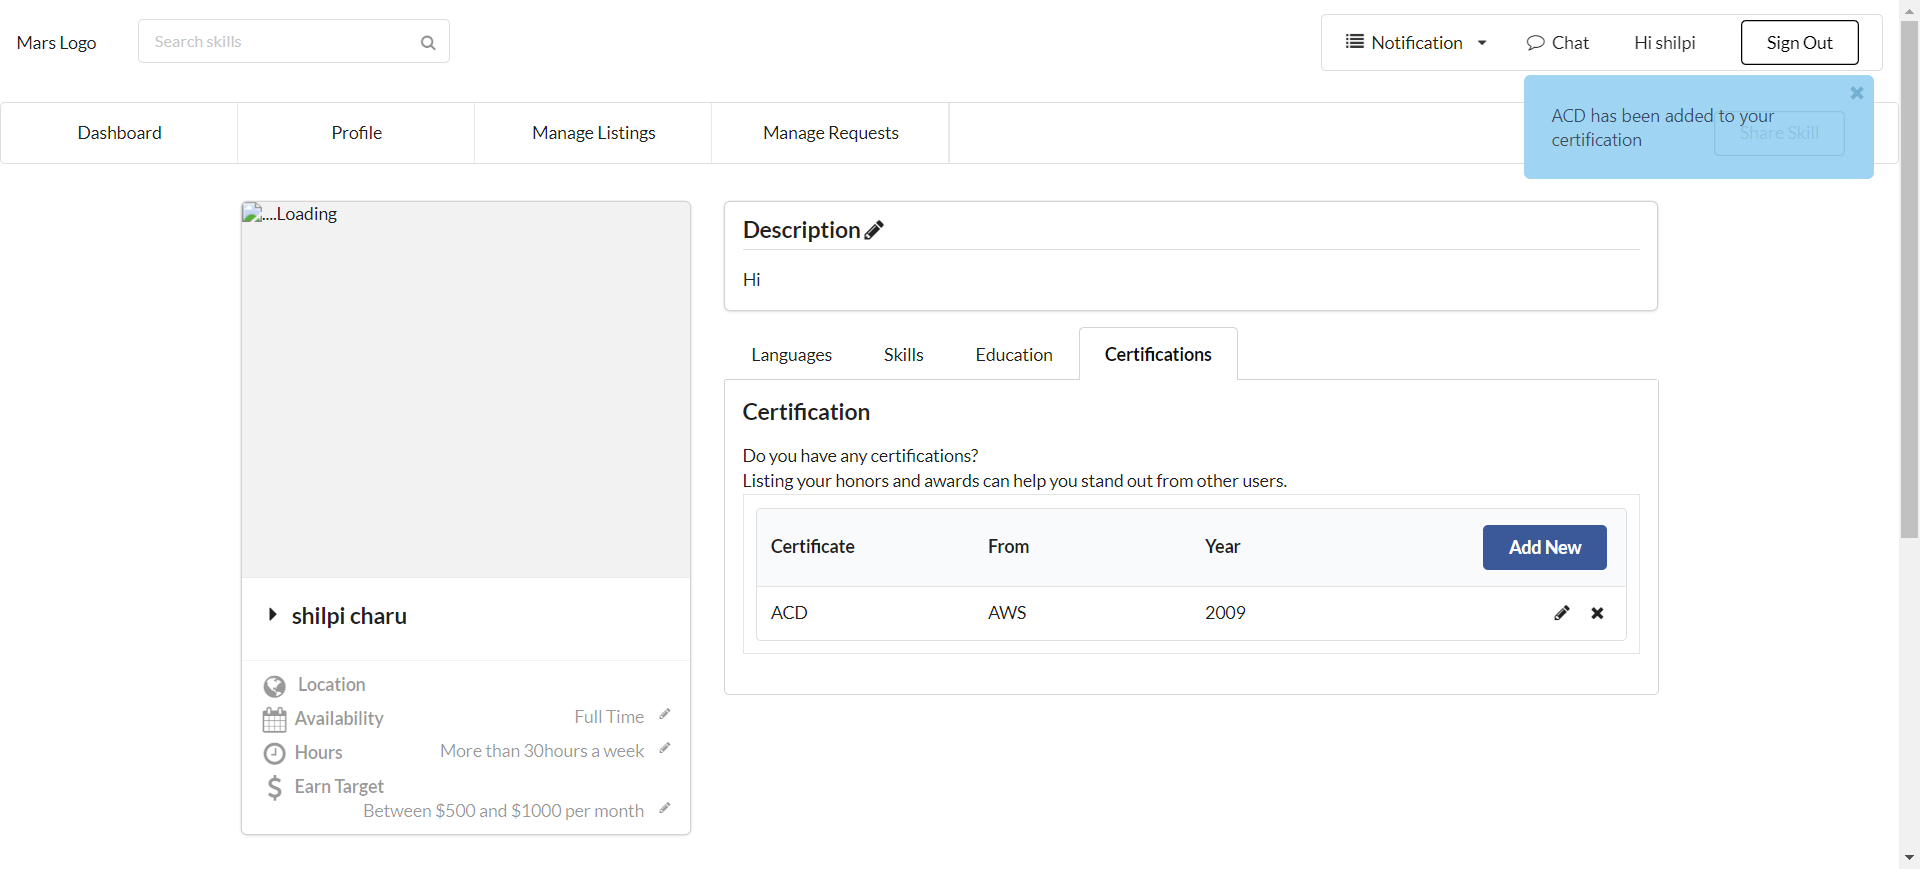 Mars Logo
Search skills
Notification
Chat
Hi shilpi
Sign Out
Dashboard
Profile
Manage Listings
Manage Requests
Share Skill
ACD has been added to your
certification
....Loading
shilpi charu
Location
Availability
Full Time
Hours
More than 30hours a week
Earn Target
Between $500 and $1000 per month
Description
Hi
Languages
Skills
Education
Certifications
Certification
Do you have any certifications?
Listing your honors and awards can help you stand out from other users.
Certificate
From
Year
Add New
ACD
AWS
2009